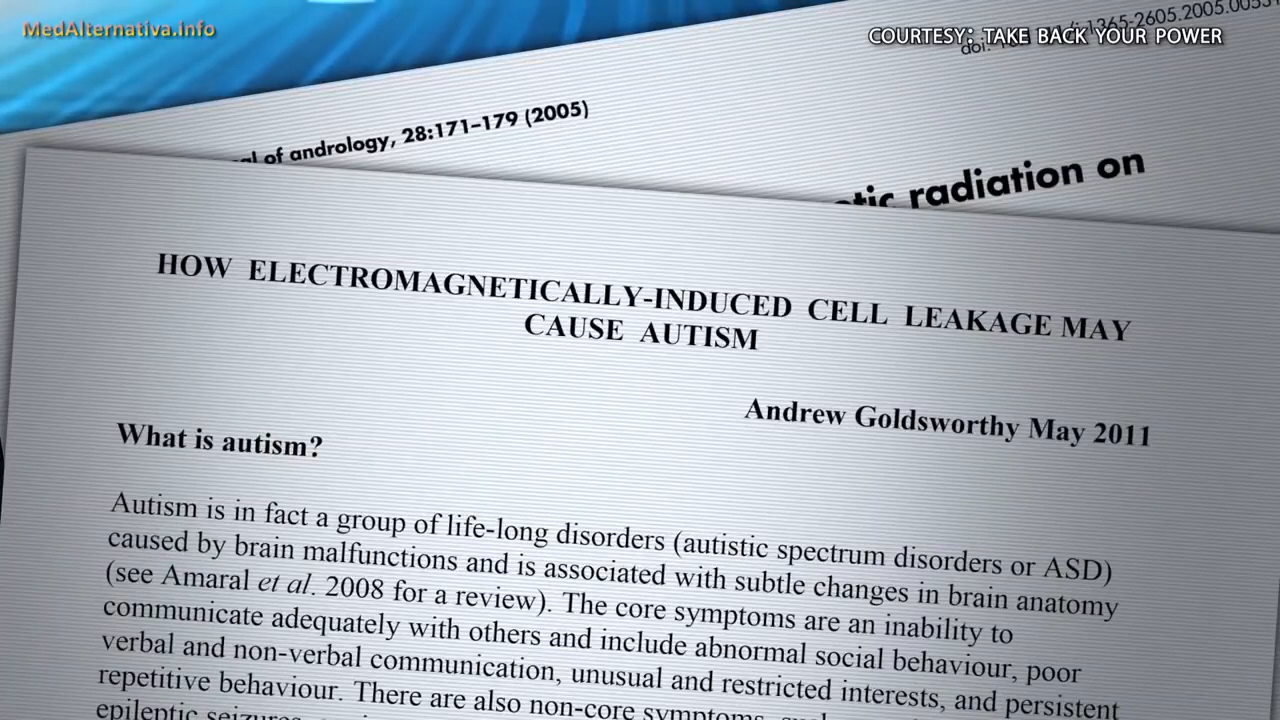 MedAlternativa.info
COURTESY: TAKE BACK YOUR POWER
of andrology, 28:171–179 (2005)
radiation on
HOW ELECTROMAGNETICALLY-INDUCED CELL LEAKAGE MAY
CAUSE AUTISM
Andrew Goldsworthy May 2011
What is autism?
Autism is in fact a group of life-long disorders (autistic spectrum disorders or ASD)
caused by brain malfunctions and is associated with subtle changes in brain anatomy
(see Amaral et al. 2008 for a review). The core symptoms are an inability to
communicate adequately with others and include abnormal social behaviour, poor
verbal and non-verbal communication, unusual and restricted interests, and persistent
repetitive behaviour. There are also non-core symptoms,
epileptic seizures,